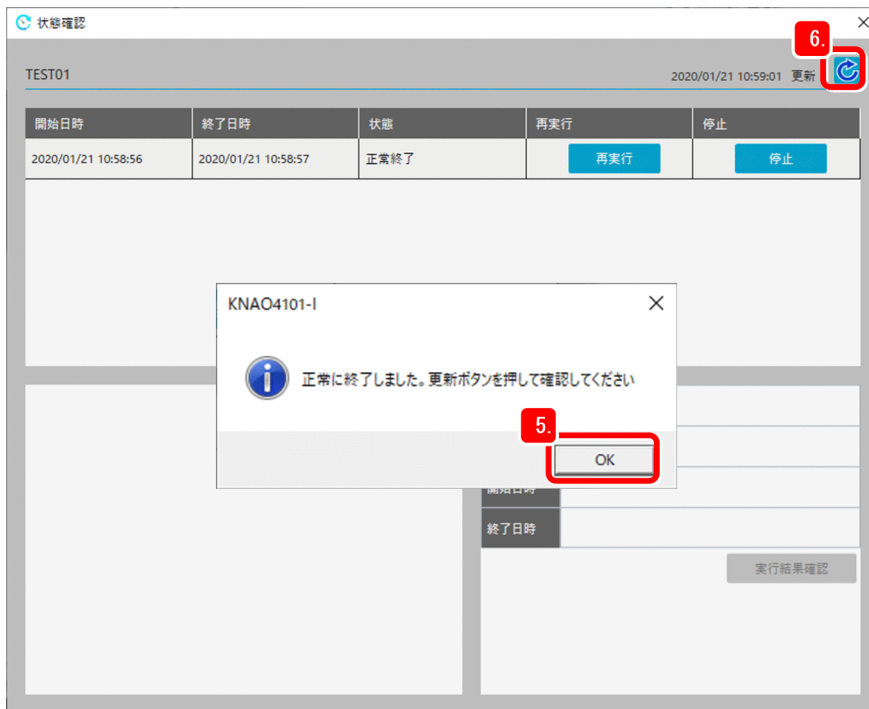 状態確認
6.
TEST01
2020/01/21 10:59:01 更新
開始日時 終了日時 状態 再実行 停止
2020/01/21 10:58:56 2020/01/21 10:58:57 正常終了 再実行 停止
KNAO4101-I
正常に終了しました。更新ボタンを押して確認してください
5.
OK
開始日時
終了日時
実行結果確認